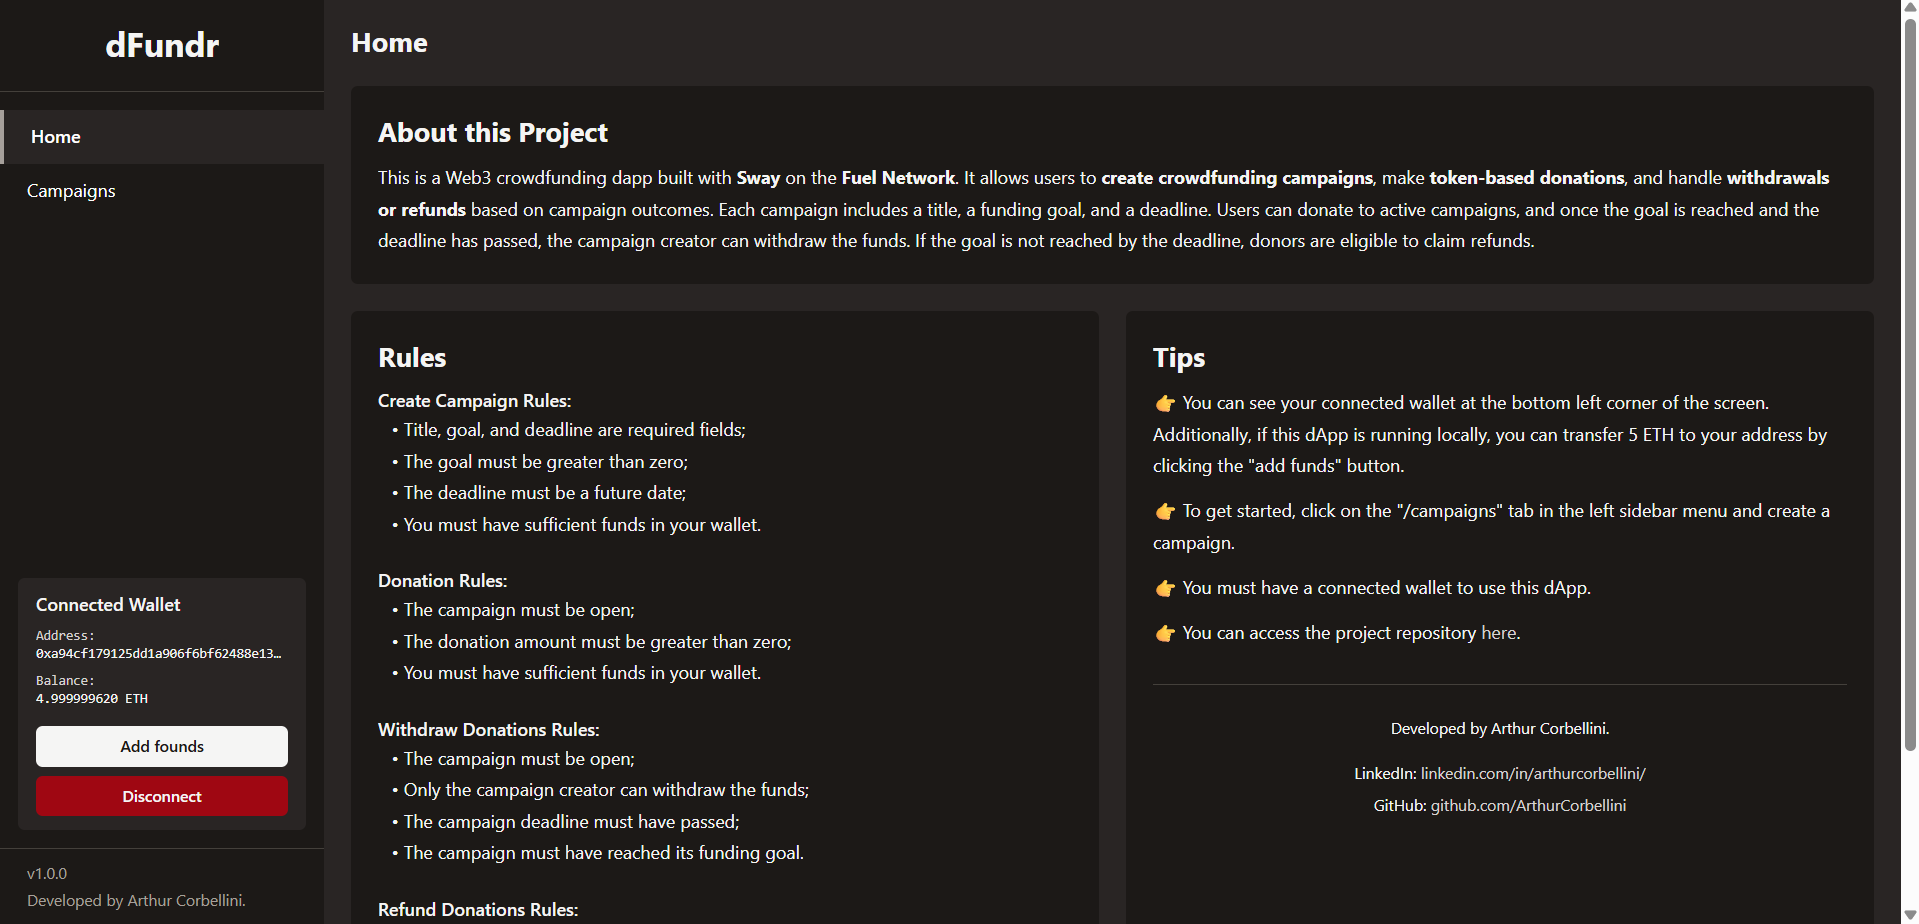 dFundr
Home
Campaigns
Connected Wallet
Address:
0xa94cf179125dd1a906f6bf62488e13…
Balance:
4.999999620 ETH
Add founds
Disconnect
v1.0.0
Developed by Arthur Corbellini.
Home
About this Project
This is a Web3 crowdfunding dapp built with Sway on the Fuel Network. It allows users to create crowdfunding campaigns, make token-based donations, and handle withdrawals
or refunds based on campaign outcomes. Each campaign includes a title, a funding goal, and a deadline. Users can donate to active campaigns, and once the goal is reached and the
deadline has passed, the campaign creator can withdraw the funds. If the goal is not reached by the deadline, donors are eligible to claim refunds.
Rules
Create Campaign Rules:
• Title, goal, and deadline are required fields;
• The goal must be greater than zero;
• The deadline must be a future date;
• You must have sufficient funds in your wallet.
Donation Rules:
• The campaign must be open;
• The donation amount must be greater than zero;
• You must have sufficient funds in your wallet.
Withdraw Donations Rules:
• The campaign must be open;
• Only the campaign creator can withdraw the funds;
• The campaign deadline must have passed;
• The campaign must have reached its funding goal.
Refund Donations Rules:
Tips
👉 You can see your connected wallet at the bottom left corner of the screen.
Additionally, if this dApp is running locally, you can transfer 5 ETH to your address by
clicking the "add funds" button.
👉 To get started, click on the "/campaigns" tab in the left sidebar menu and create a
campaign.
👉 You must have a connected wallet to use this dApp.
👉 You can access the project repository here.
Developed by Arthur Corbellini.
LinkedIn: linkedin.com/in/arthurcorbellini/
GitHub: github.com/ArthurCorbellini